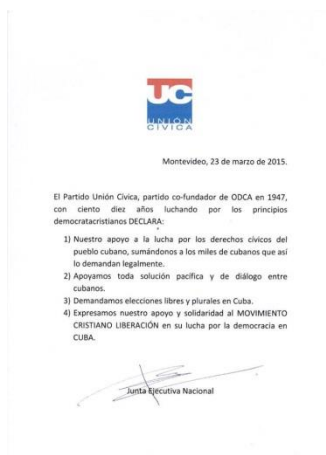 UC
UNIÓN
CÍVICA
Montevideo, 23 de marzo de 2015.
El Partido Unión Cívica, partido co-fundador de ODCA en 1947,
con ciento diez años luchando por los principios
democratacristianos DECLARA:
1) Nuestro apoyo a la lucha por los derechos cívicos del
pueblo cubano, sumándonos a los miles de cubanos que así
lo demandan legalmente.
2) Apoyamos toda solución pacífica y de diálogo entre
cubanos.
3) Demandamos elecciones libres y plurales en Cuba.
4) Expresamos nuestro apoyo y solidaridad al MOVIMIENTO
CRISTIANO LIBERACIÓN en su lucha por la democracia en
CUBA.
Junta Ejecutiva Nacional